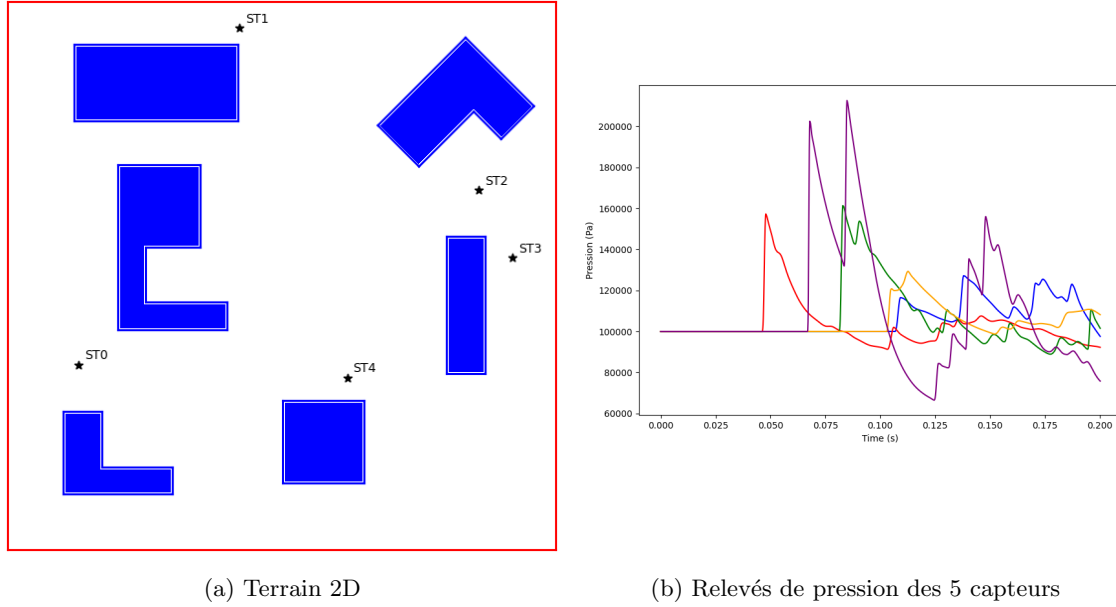 ST1
ST2
ST3
ST0
ST4
(a) Terrain 2D
Pression (Pa)
200000
180000
160000
140000
120000
100000
80000
60000
0.000 0.025 0.050 0.075 0.100 0.125 0.150 0.175 0.200
Time (s)
(b) Relevés de pression des 5 capteurs